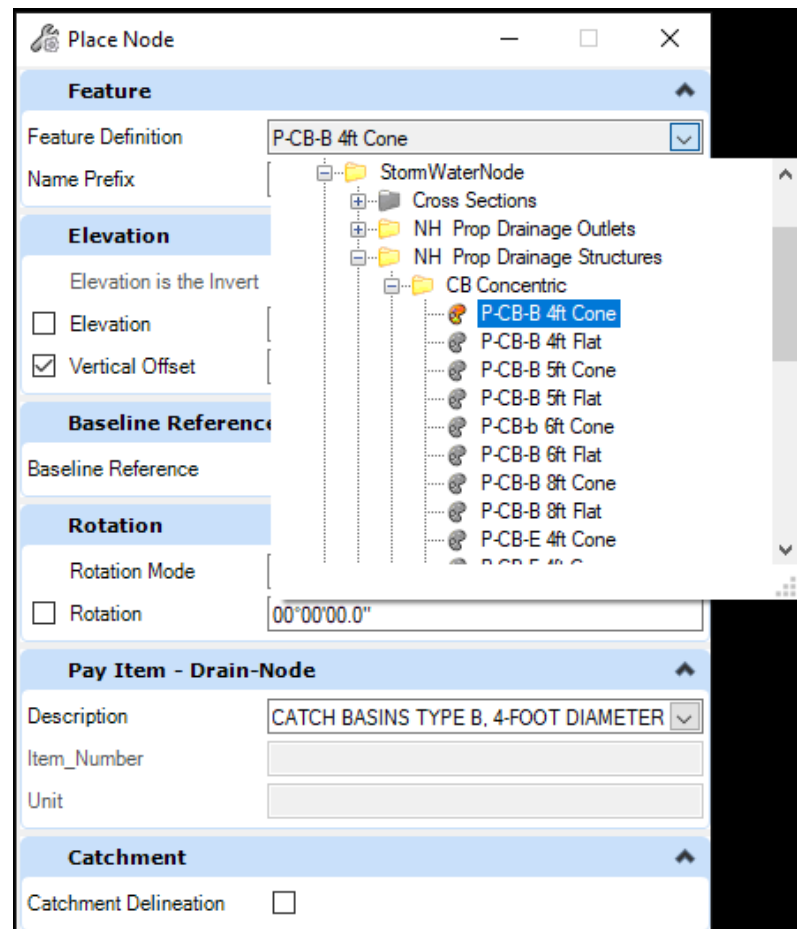 Place Node
Feature
Feature Definition P-CB-B 4ft Cone
Name Prefix
StormWaterNode
Cross Sections
NH Prop Drainage Outlets
NH Prop Drainage Structures
CB Concentric
P-CB-B 4ft Cone
P-CB-B 4ft Flat
P-CB-B 5ft Cone
P-CB-B 5ft Flat
P-CB-b 6ft Cone
P-CB-B 6ft Flat
P-CB-B 8ft Cone
P-CB-B 8ft Flat
P-CB-E 4ft Cone
Elevation
Elevation is the Invert
Elevation
Vertical Offset
Baseline Reference
Baseline Reference
Rotation
Rotation Mode
Rotation 00°00'00.0"
Pay Item - Drain-Node
Description CATCH BASINS TYPE B, 4-FOOT DIAMETER
Item_Number
Unit
Catchment
Catchment Delineation